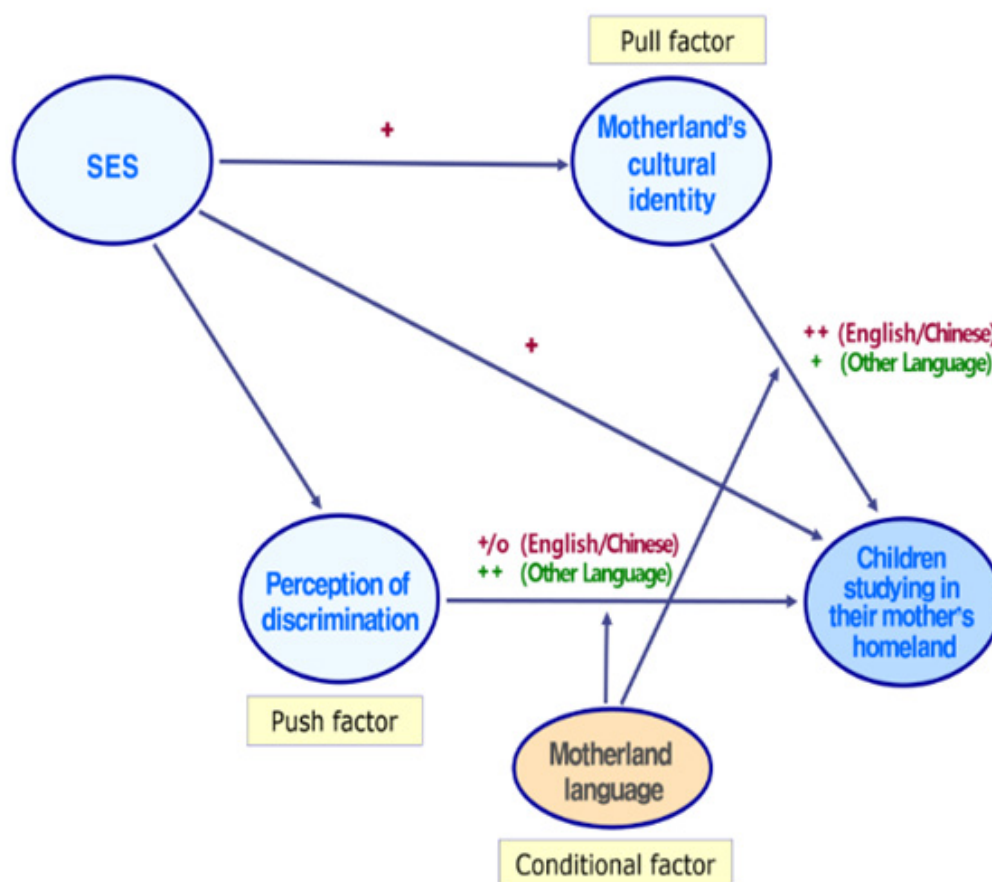 Pull factor
SES
+
Motherland's
cultural
identity
+
++ (English/Chinese)
+ (Other Language)
Perception of
discrimination
+/o (English/Chinese)
++ (Other Language)
Children
studying in
their mother's
homeland
Push factor
Motherland
language
Conditional factor